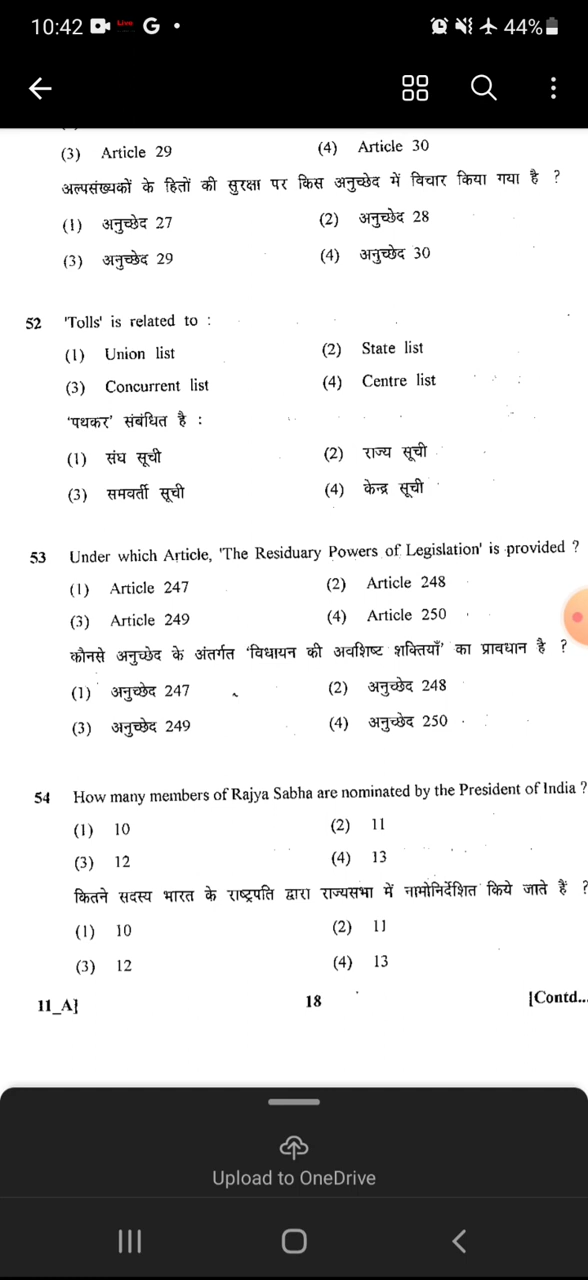 10:42 Live G • 44%
(3) Article 29 (4) Article 30
अल्पसंख्यकों के हितों की सुरक्षा पर किस अनुच्छेद में विचार किया गया है ?
(1) अनुच्छेद 27 (2) अनुच्छेद 28
(3) अनुच्छेद 29 (4) अनुच्छेद 30
52 'Tolls' is related to :
(1) Union list (2) State list
(3) Concurrent list (4) Centre list
'पथकर' संबंधित है :
(1) संघ सूची (2) राज्य सूची
(3) समवर्ती सूची (4) केन्द्र सूची
53 Under which Article, 'The Residuary Powers of Legislation' is provided ?
(1) Article 247 (2) Article 248
(3) Article 249 (4) Article 250
कौनसे अनुच्छेद के अंतर्गत 'विधायन की अवशिष्ट शक्तियाँ' का प्रावधान है ?
(1) अनुच्छेद 247 (2) अनुच्छेद 248
(3) अनुच्छेद 249 (4) अनुच्छेद 250
54 How many members of Rajya Sabha are nominated by the President of India ?
(1) 10 (2) 11
(3) 12 (4) 13
कितने सदस्य भारत के राष्ट्रपति द्वारा राज्यसभा में नामोनिर्देशित किये जाते हैं ?
(1) 10 (2) 11
(3) 12 (4) 13
11_A] 18 [Contd...
Upload to OneDrive